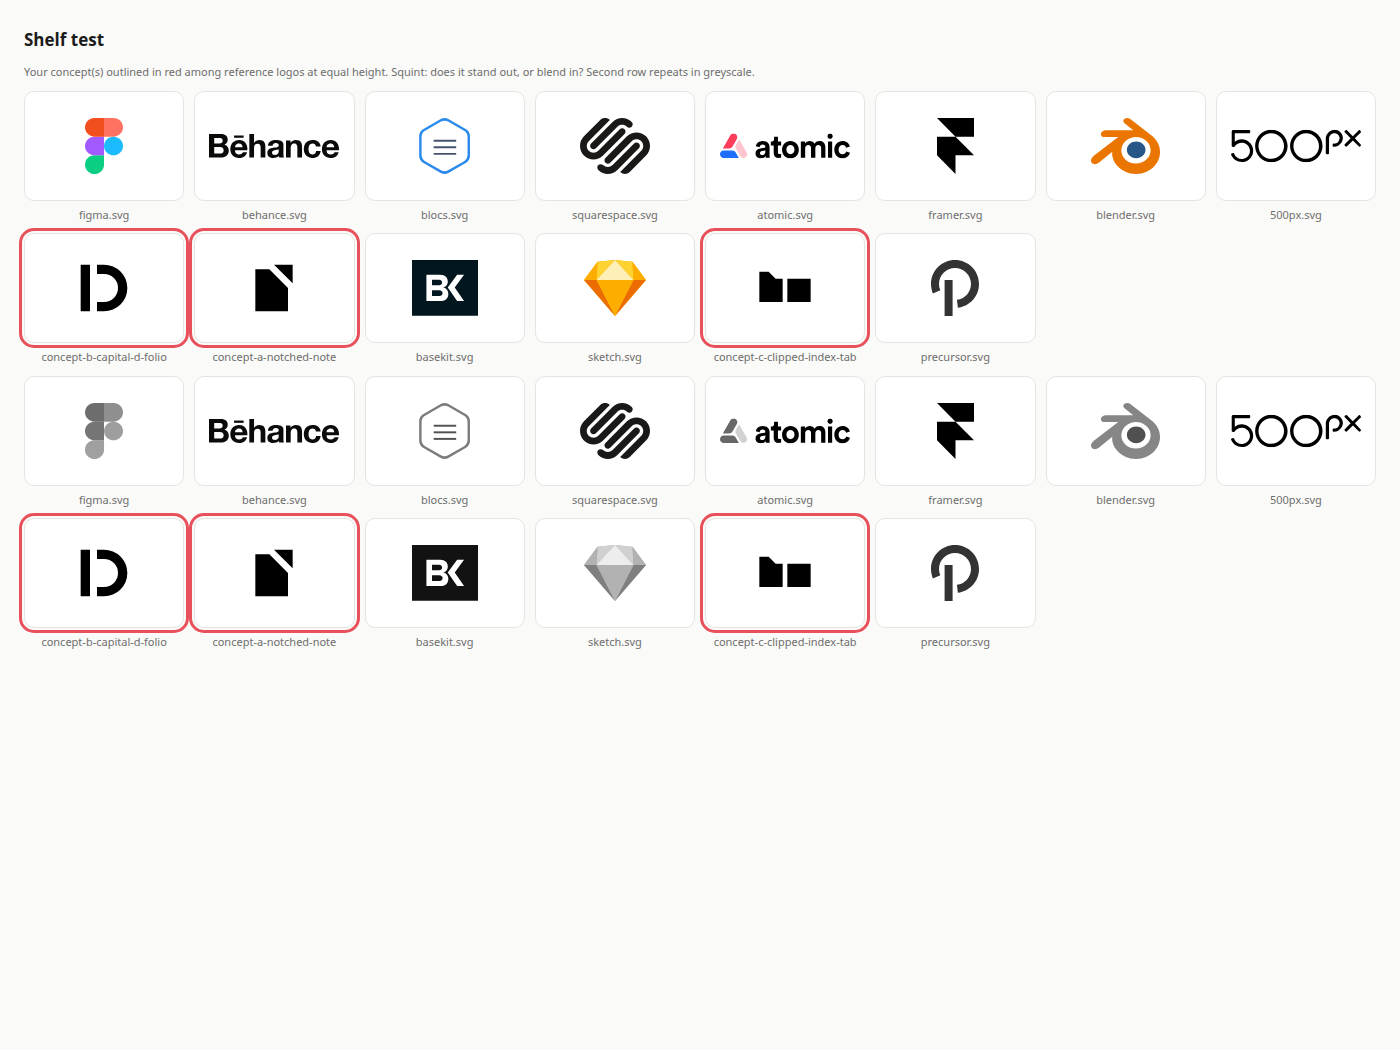 Shelf test
Your concept(s) outlined in red among reference logos at equal height. Squint: does it stand out, or blend in? Second row repeats in greyscale.
Bēhance atomic 500px
figma.svg behance.svg blocs.svg squarespace.svg atomic.svg framer.svg blender.svg 500px.svg
D BK
concept-b-capital-d-folio concept-a-notched-note basekit.svg sketch.svg concept-c-clipped-index-tab precursor.svg
Bēhance atomic 500px
figma.svg behance.svg blocs.svg squarespace.svg atomic.svg framer.svg blender.svg 500px.svg
D BK
concept-b-capital-d-folio concept-a-notched-note basekit.svg sketch.svg concept-c-clipped-index-tab precursor.svg